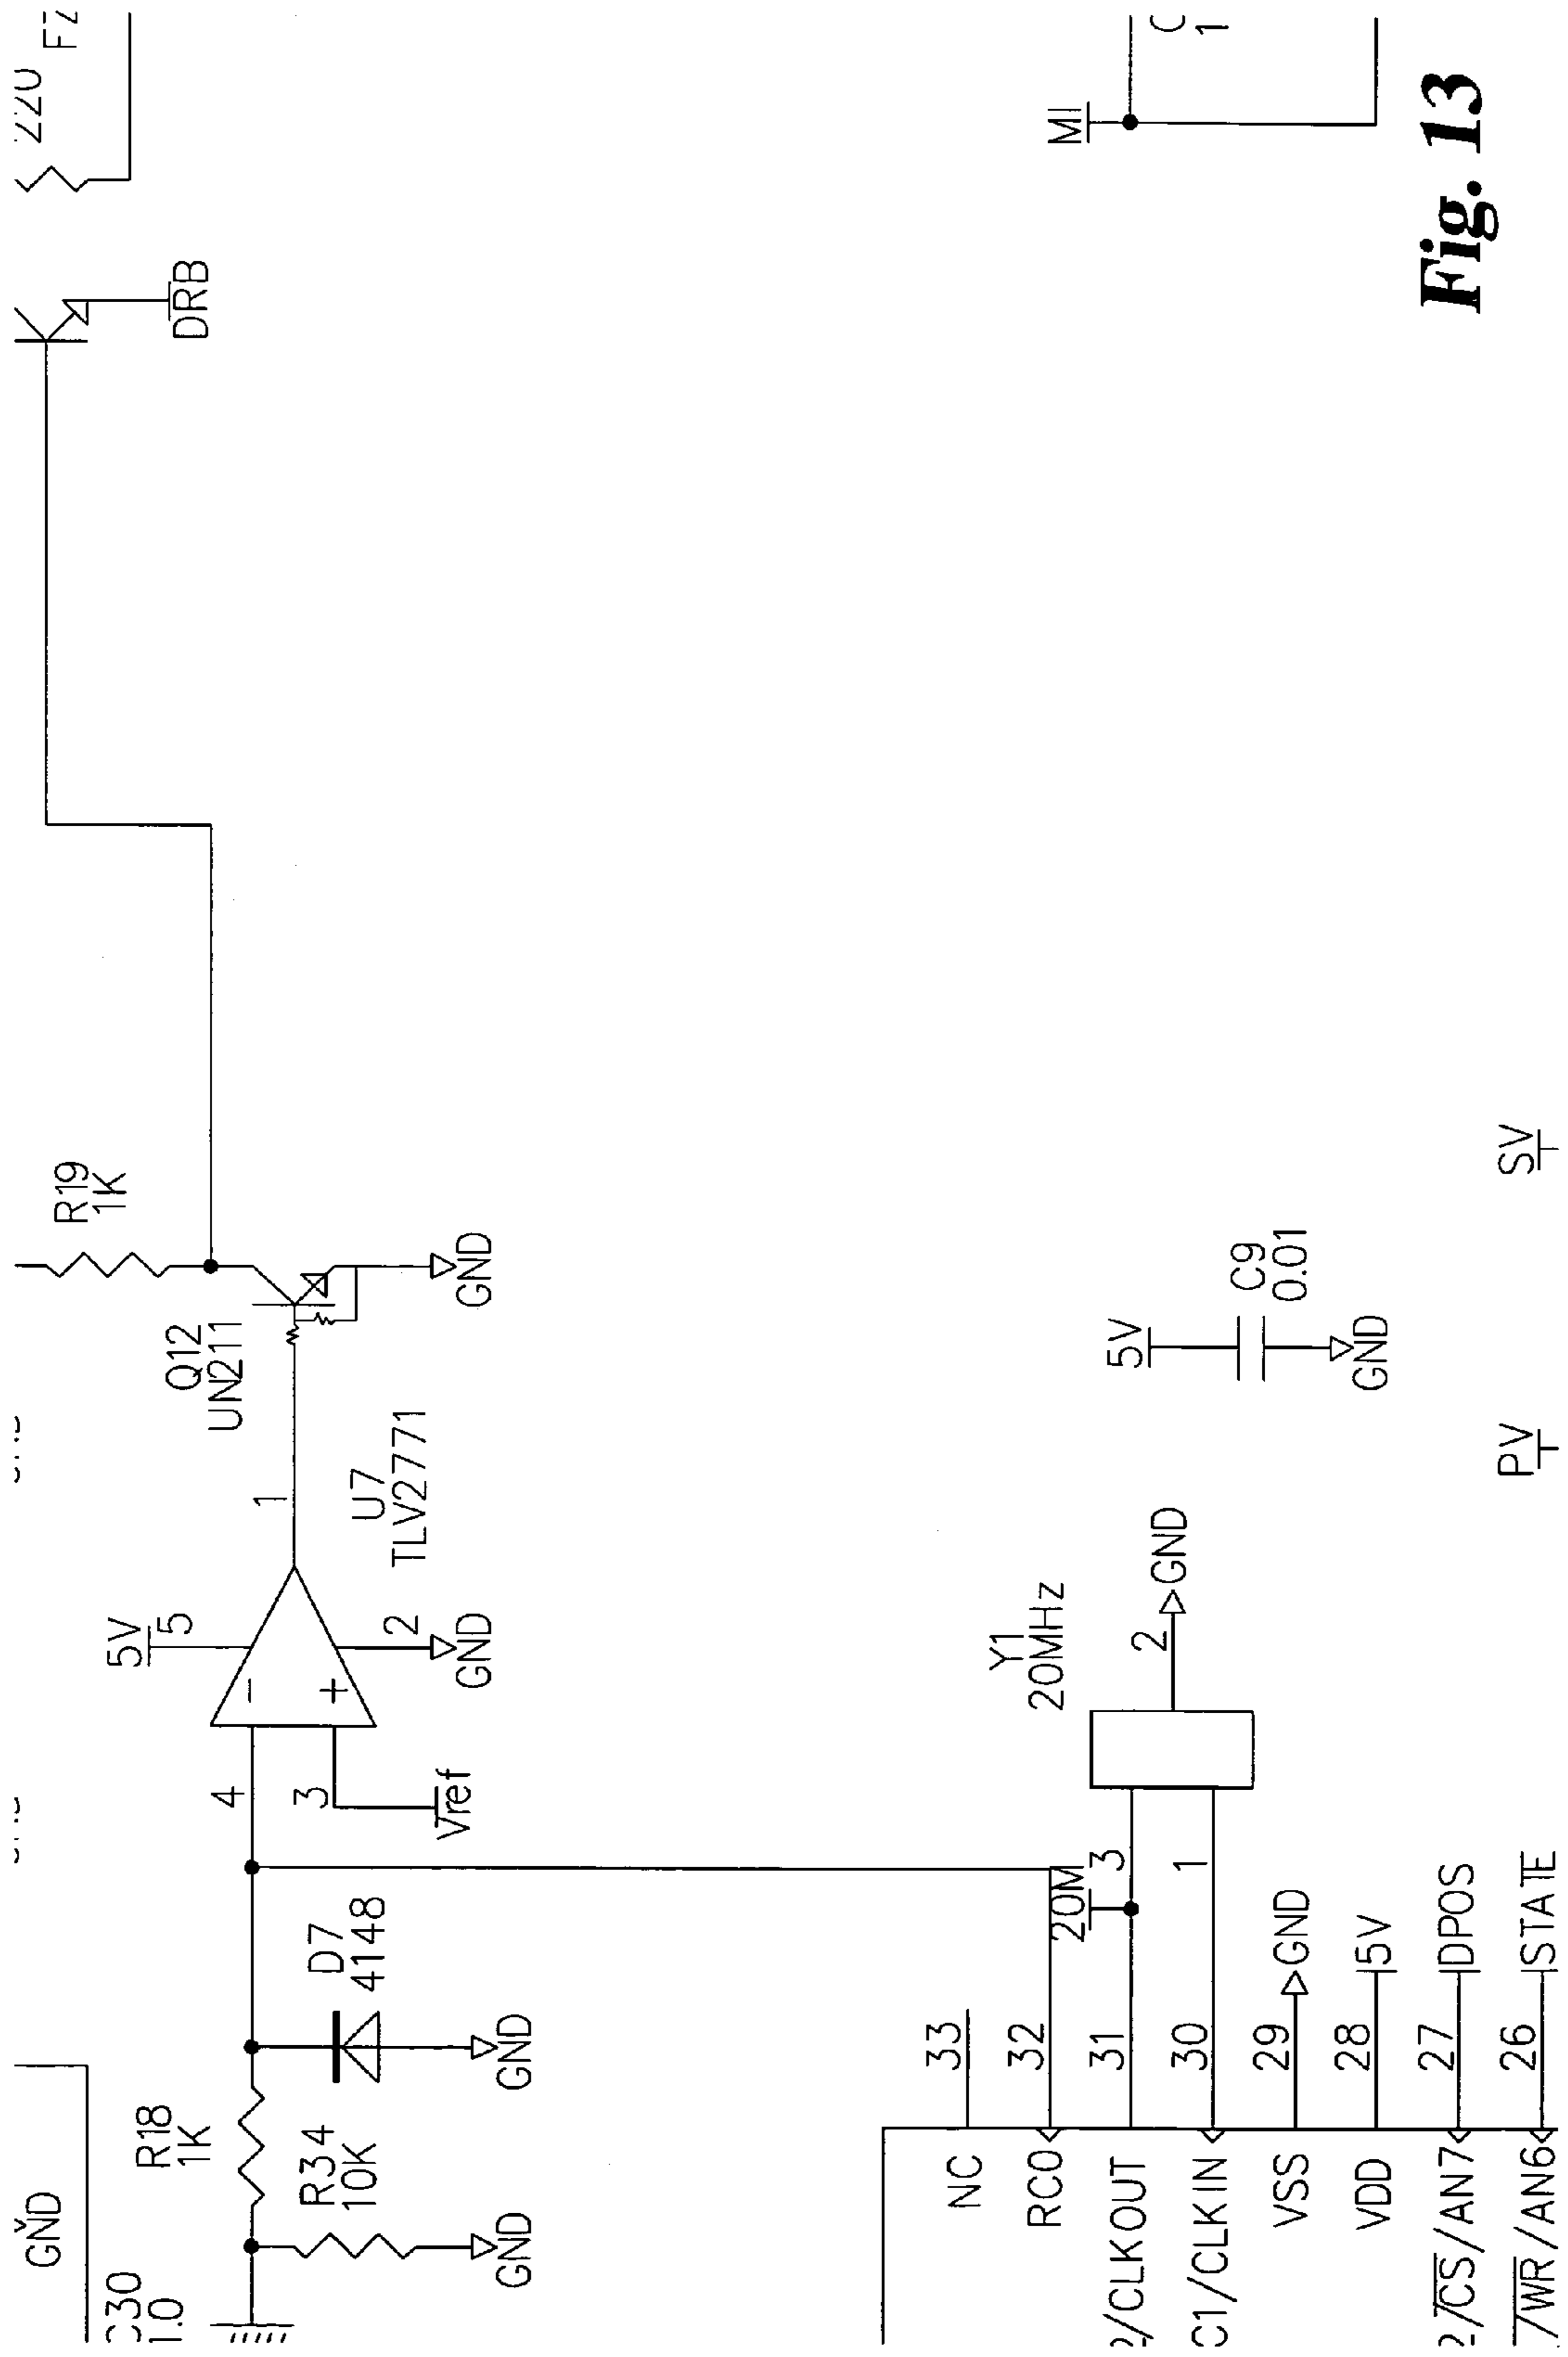 220
GND
R19
1K
DRB
5V
5
Q12
UN211
R18
1K
4
1
R34
10K
D7
4148
3
2
U7
TLV2771
GND
GND
Vref
GND
GND
MI
1
NC
33
RC0
32
20M
Y1
20MHz
/CLKOUT
31
3
2
GND
5V
C1/CLKIN
30
1
C9
0.01
VSS
29
GND
GND
VDD
28
5V
/CS/AN7
27
DPOS
/WR/AN6
26
STATE
PV
SV
Fig. 13